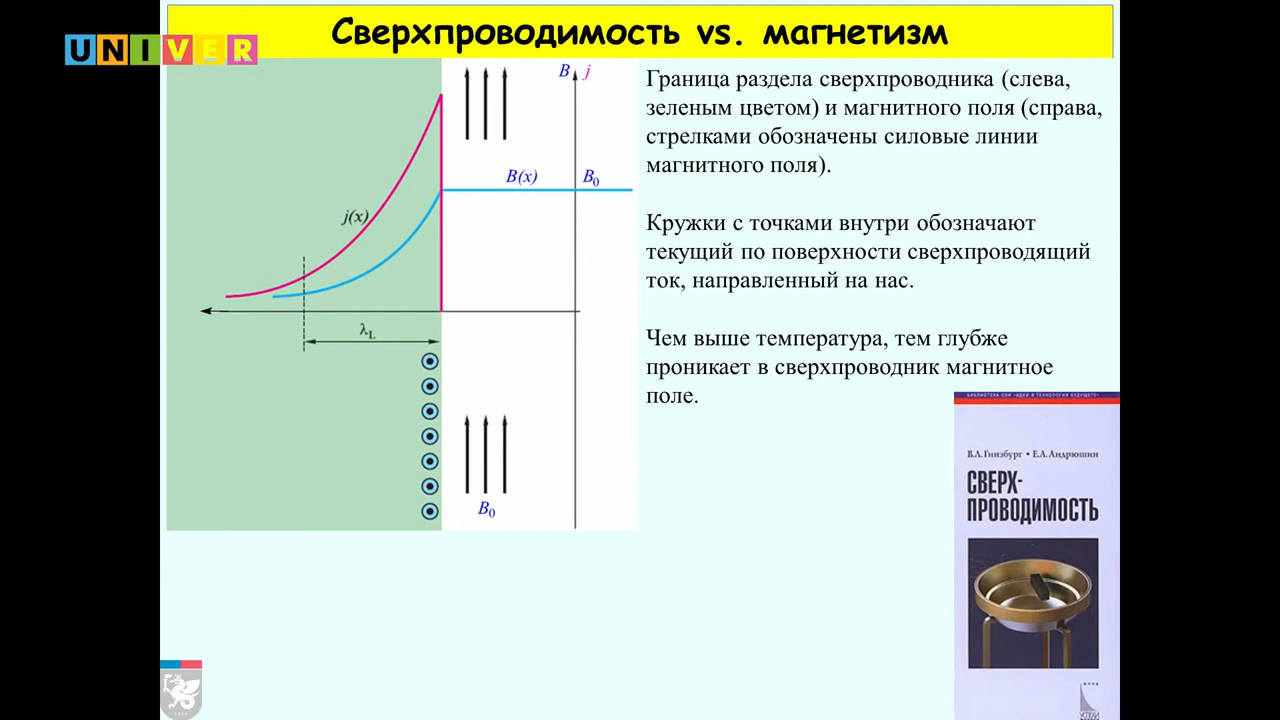 Сверхпроводимость vs. магнетизм
UNIVER
B j
B(x)
B₀
j(x)
λL
B₀
Граница раздела сверхпроводника (слева,
зеленым цветом) и магнитного поля (справа,
стрелками обозначены силовые линии
магнитного поля).
Кружки с точками внутри обозначают
текущий по поверхности сверхпроводящий
ток, направленный на нас.
Чем выше температура, тем глубже
проникает в сверхпроводник магнитное
поле.
В.Л. Гинзбург • Е.А. Андрюшин
СВЕРХ-
ПРОВОДИМОСТЬ